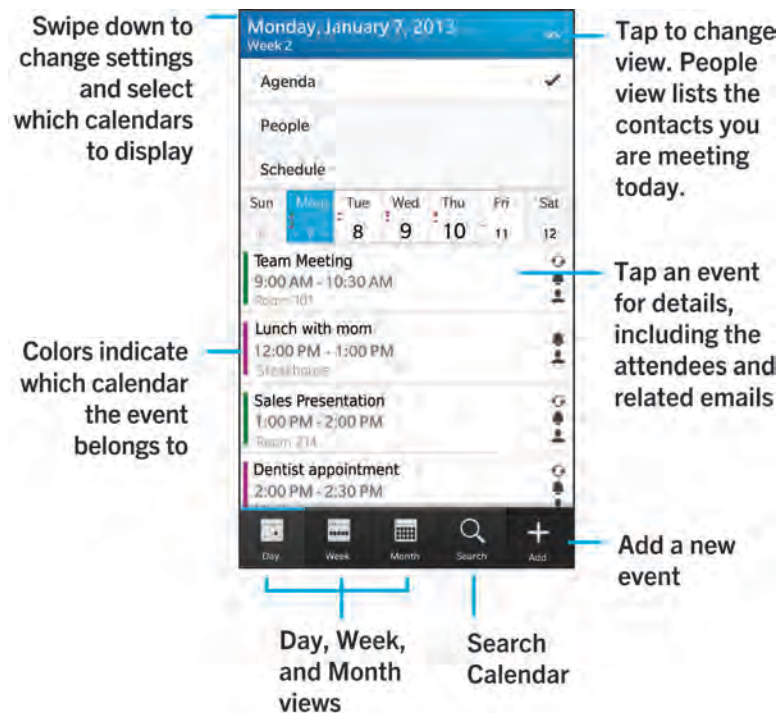 Swipe down to
change settings
and select
which calendars
to display
Monday, January 7, 2013
Week 2
Agenda
People
Schedule
Sun Mon Tue Wed Thu Fri Sat
8 9 10 11 12
Team Meeting
9:00 AM - 10:30 AM
Room 101
Lunch with mom
12:00 PM - 1:00 PM
Steakhouse
Sales Presentation
1:00 PM - 2:00 PM
Room 214
Dentist appointment
2:00 PM - 2:30 PM
Day Week Month Search Add
Tap to change
view. People
view lists the
contacts you
are meeting
today.
Tap an event
for details,
including the
attendees and
related emails
Colors indicate
which calendar
the event
belongs to
Add a new
event
Day, Week,
and Month
views
Search
Calendar